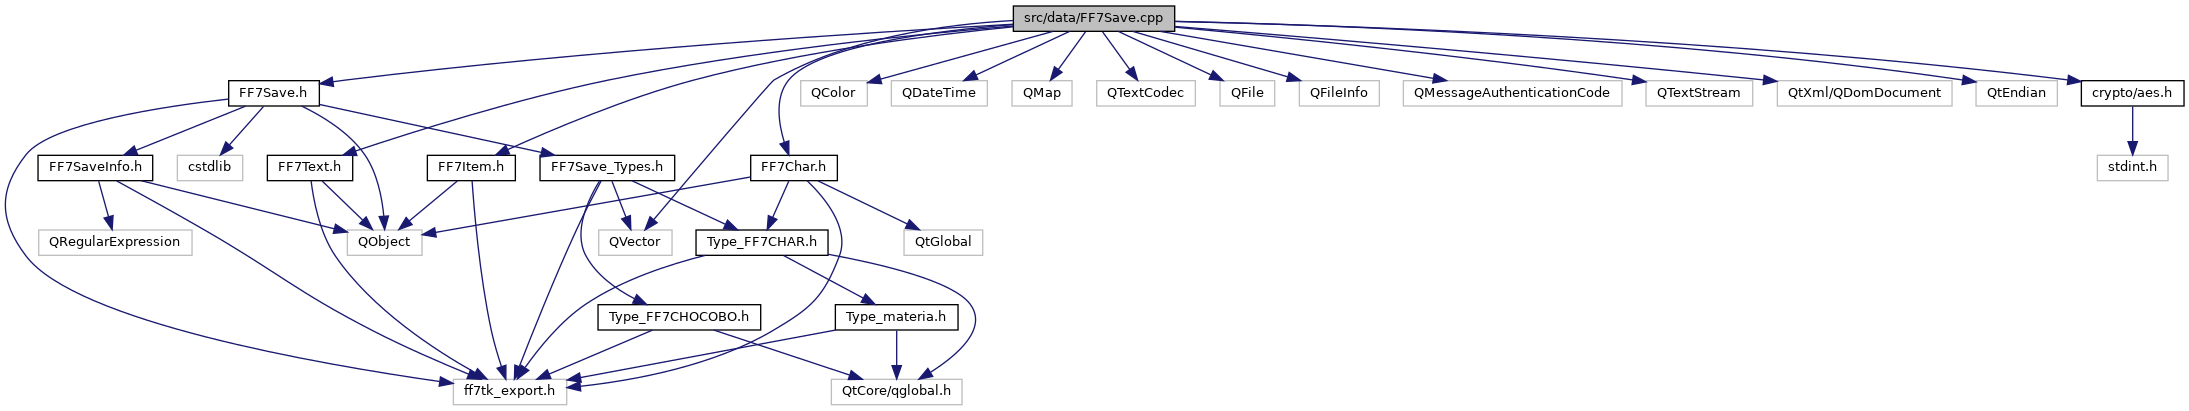 src/data/FF7Save.cpp
FF7Save.h
QColor
QDateTime
QMap
QTextCodec
QFile
QFileInfo
QMessageAuthenticationCode
QTextStream
QtXml/QDomDocument
QtEndian
crypto/aes.h
FF7SaveInfo.h
cstdlib
FF7Text.h
FF7Item.h
FF7Save_Types.h
FF7Char.h
stdint.h
QRegularExpression
QObject
QVector
Type_FF7CHAR.h
QtGlobal
Type_FF7CHOCOBO.h
Type_materia.h
ff7tk_export.h
QtCore/qglobal.h